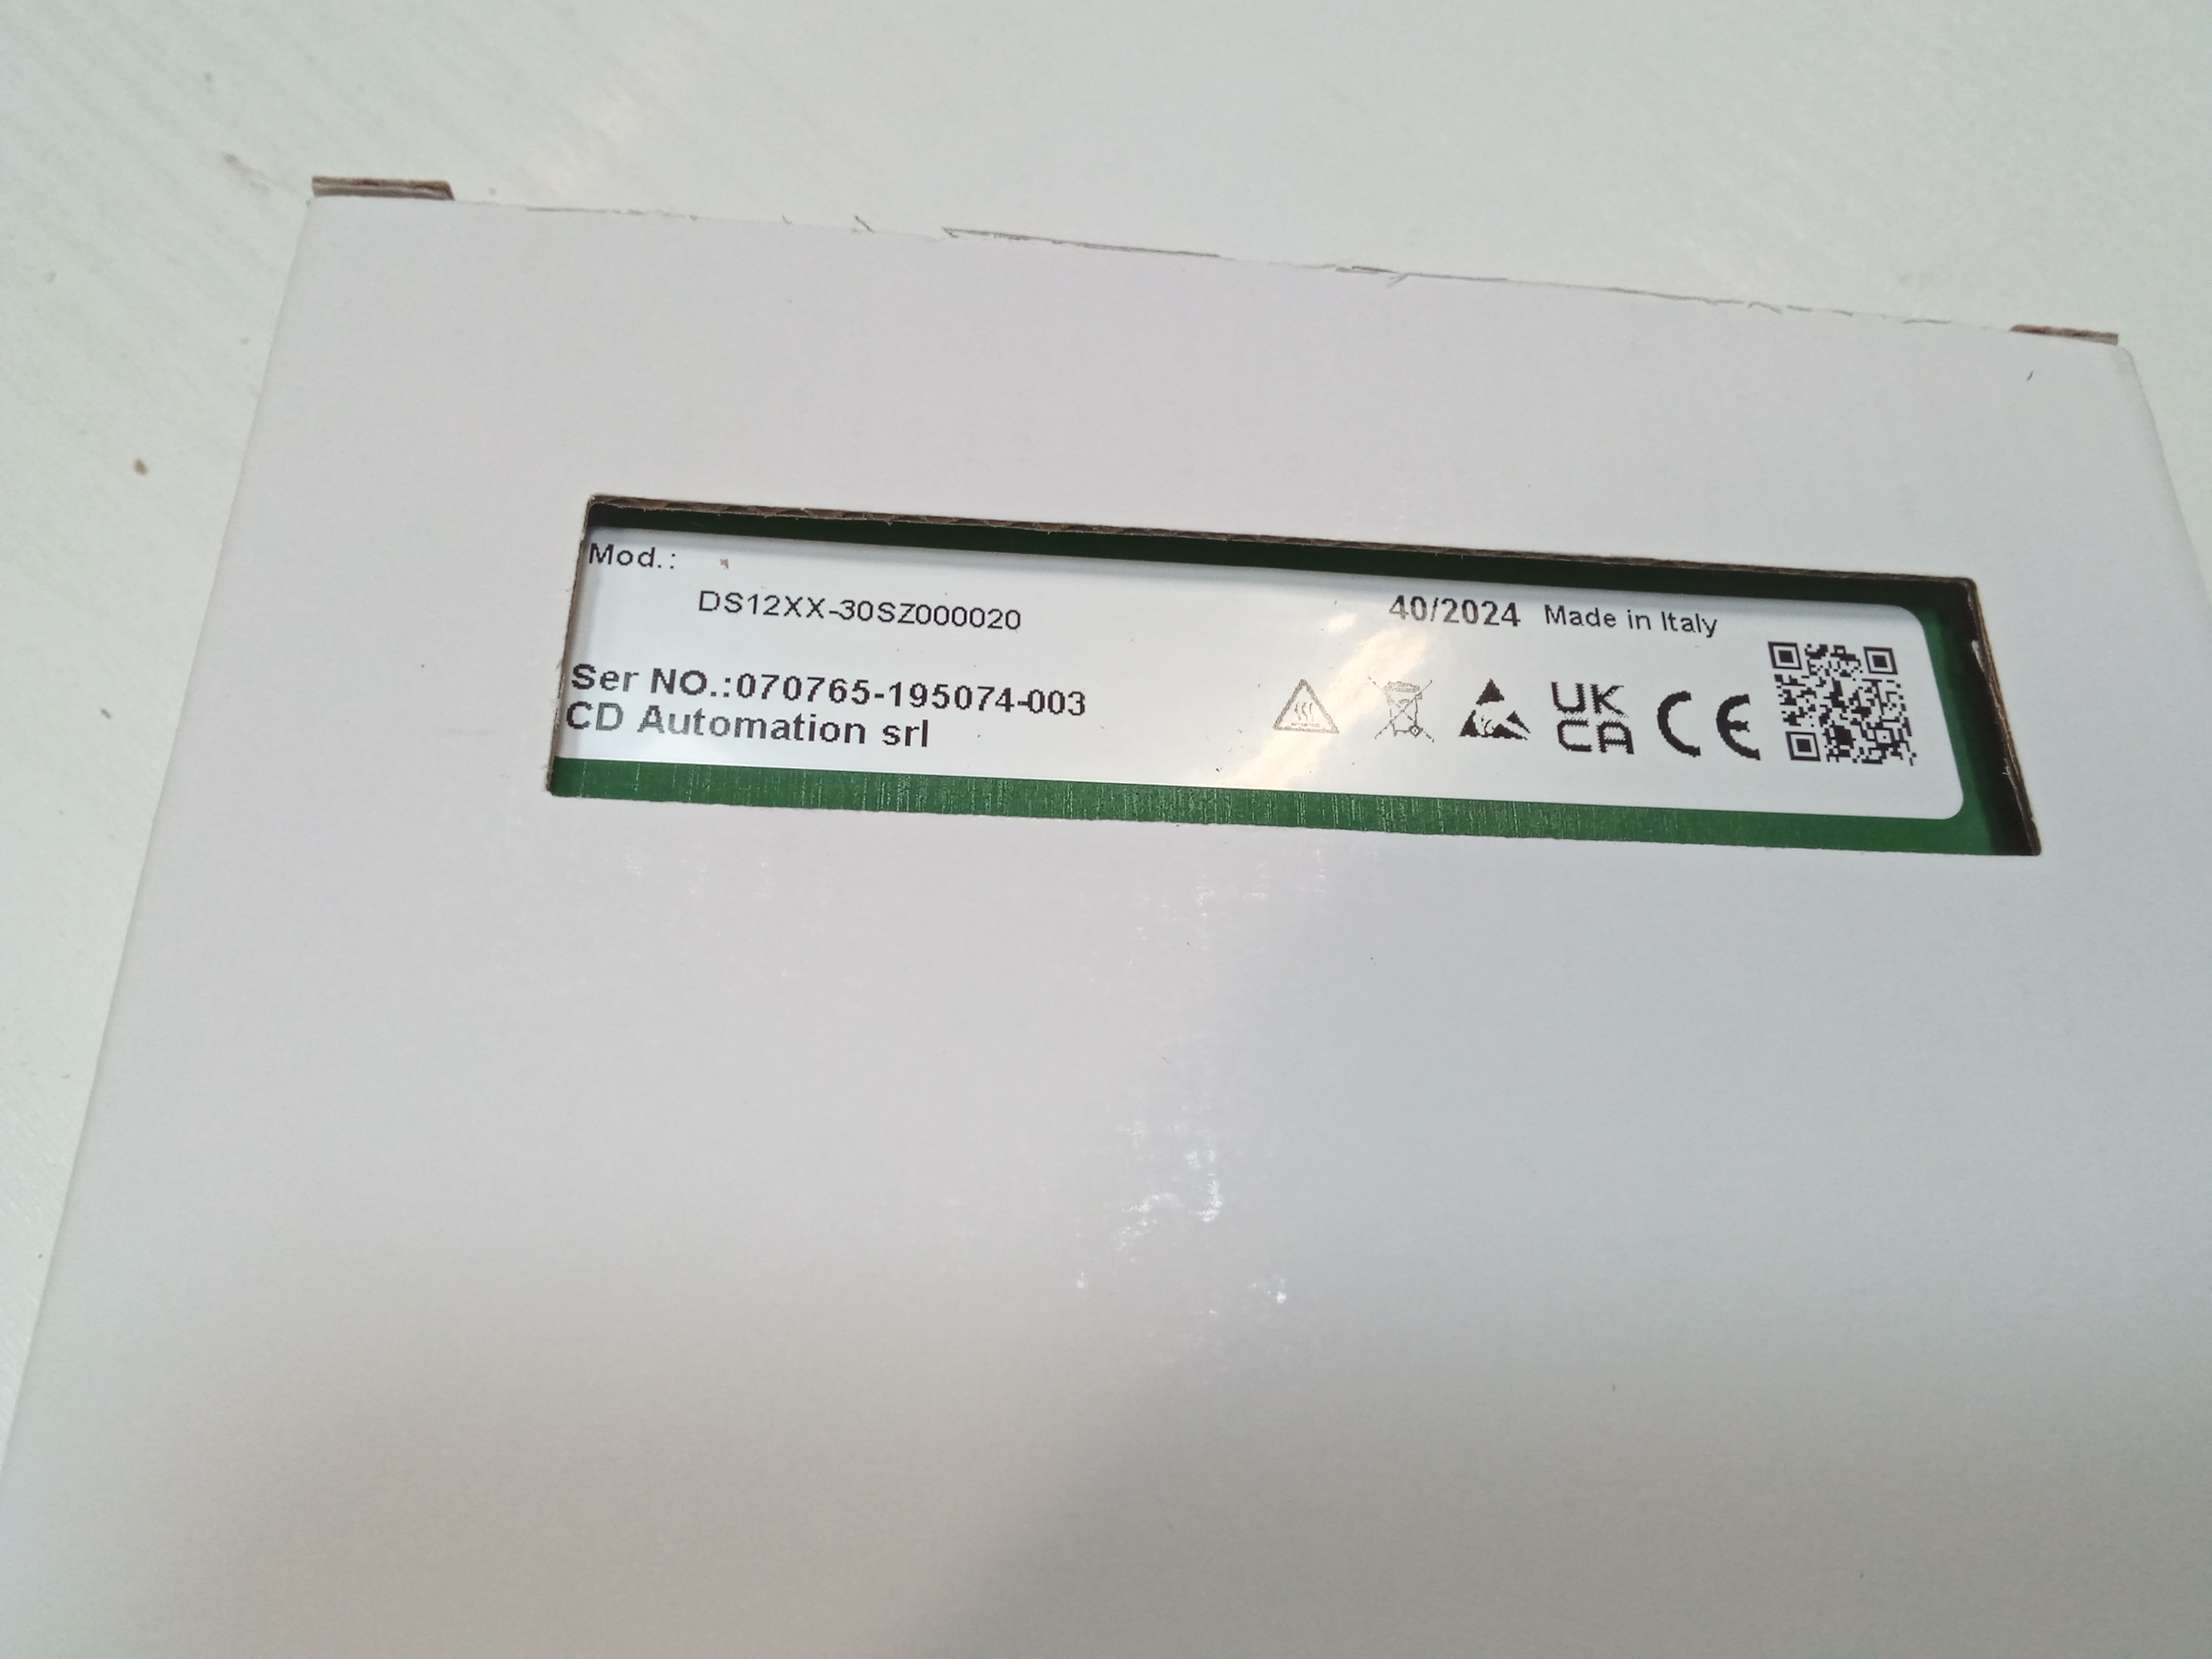 Mod.:
DS12XX-30SZ000020
40/2024 Made in Italy
Ser NO.:070765-195074-003
CD Automation srl
UK
CA
CE